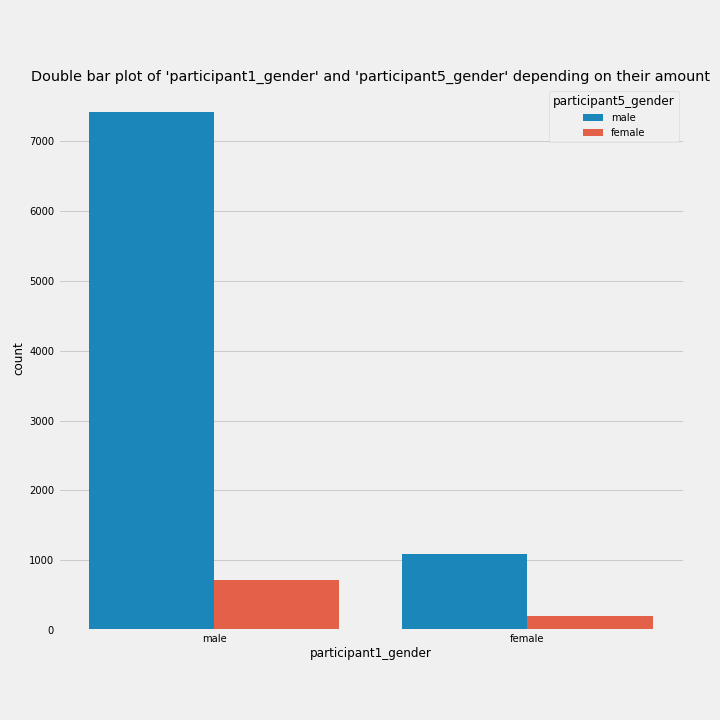 Double bar plot of 'participant1_gender' and 'participant5_gender' depending on their amount
participant5_gender
male
female
7000
6000
5000
4000
3000
2000
1000
0
count
male
female
participant1_gender